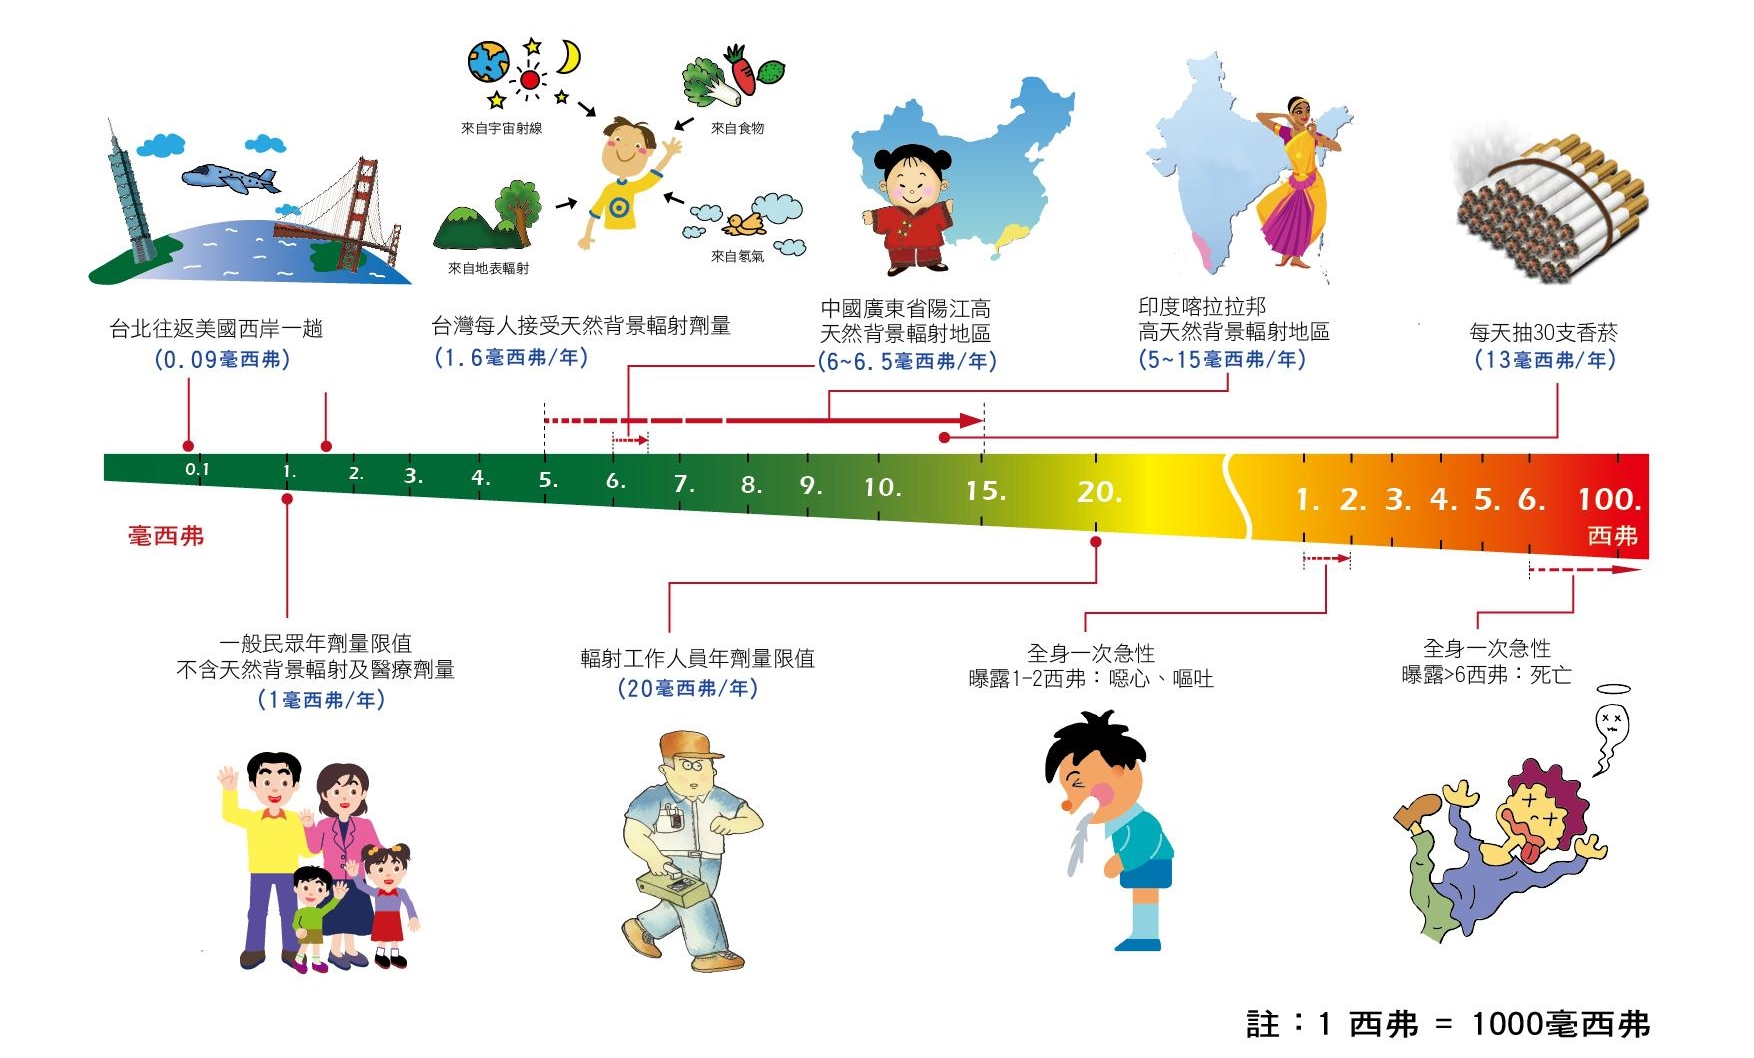 來自宇宙射線
來自食物
來自地表輻射
來自氡氣
台北往返美國西岸一趟
(0.09毫西弗)
台灣每人接受天然背景輻射劑量
(1.6毫西弗/年)
中國廣東省陽江高
天然背景輻射地區
(6~6.5毫西弗/年)
印度喀拉拉邦
高天然背景輻射地區
(5~15毫西弗/年)
每天抽30支香菸
(13毫西弗/年)
0.1 1. 2. 3. 4. 5. 6. 7. 8. 9. 10. 15. 20. 1. 2. 3. 4. 5. 6. 100.
毫西弗
西弗
一般民眾年劑量限值
不含天然背景輻射及醫療劑量
(1毫西弗/年)
輻射工作人員年劑量限值
(20毫西弗/年)
全身一次急性
曝露1-2西弗：噁心、嘔吐
全身一次急性
曝露>6西弗：死亡
註：1 西弗 = 1000毫西弗